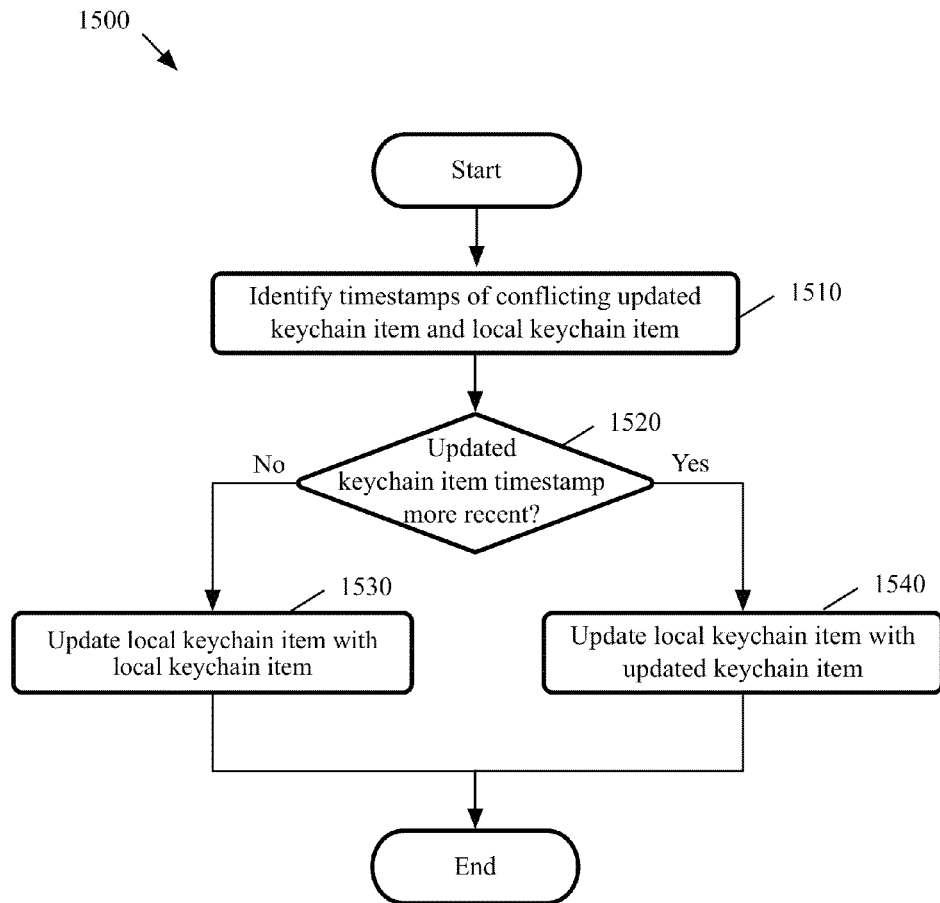 1500
Start
Identify timestamps of conflicting updated
keychain item and local keychain item
1510
1520
Updated
keychain item timestamp
more recent?
No
Yes
1530
Update local keychain item with
local keychain item
1540
Update local keychain item with
updated keychain item
End